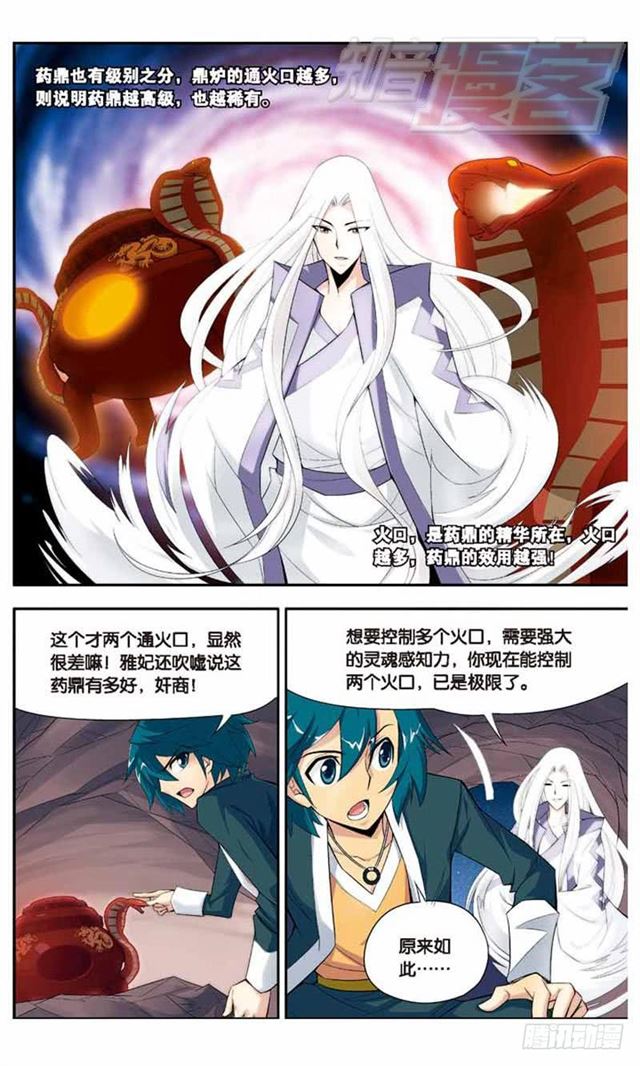 知音漫客
药鼎也有级别之分，鼎炉的通火口越多，
则说明药鼎越高级，也越稀有。
火口，是药鼎的精华所在，火口
越多，药鼎的效用越强！
这个才两个通火口，显然
很差嘛！雅妃还吹嘘说这
药鼎有多好，奸商！
想要控制多个火口，需要强大
的灵魂感知力，你现在能控制
两个火口，已是极限了。
原来如
此……
腾讯动漫